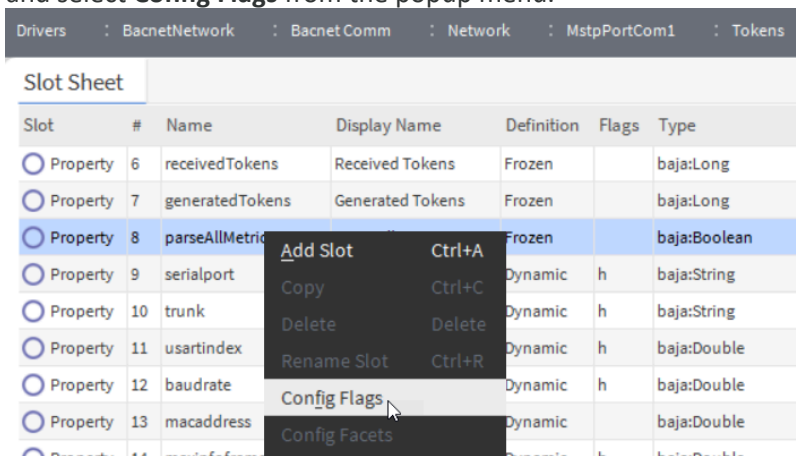 and select Config Flags from the popup menu.
Drivers : BacnetNetwork : Bacnet Comm : Network : MstpPortCom1 : Tokens
Slot Sheet
Slot # Name Display Name Definition Flags Type
Property 6 receivedTokens Received Tokens Frozen baja:Long
Property 7 generatedTokens Generated Tokens Frozen baja:Long
Property 8 parseAllMetric Frozen baja:Boolean
Add Slot Ctrl+A
Property 9 serialport Dynamic h baja:String
Copy Ctrl+C
Property 10 trunk Dynamic h baja:String
Delete Delete
Property 11 usartindex Dynamic h baja:Double
Rename Slot Ctrl+R
Property 12 baudrate Dynamic h baja:Double
Config Flags
Property 13 macaddress Dynamic baja:Double
Config Facets